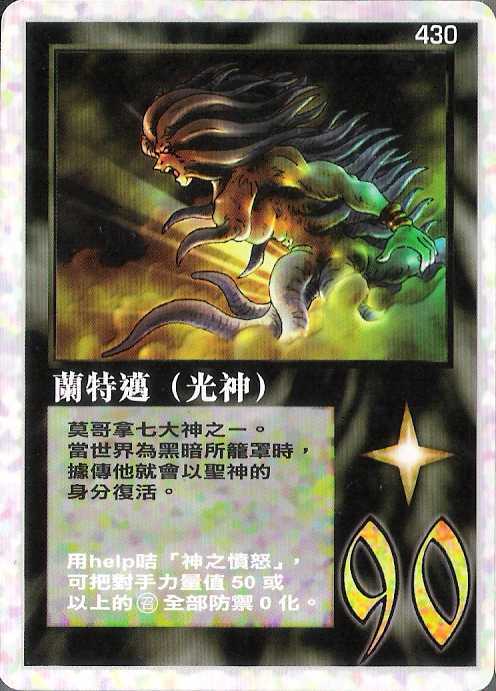 430
蘭特邁（光神）
莫哥拿七大神之一。
當世界為黑暗所籠罩時，
據傳他就會以聖神的
身分復活。
用help咭「神之憤怒」，
可把對手力量值 50 或
以上的㊣全部防禦 0 化。
90